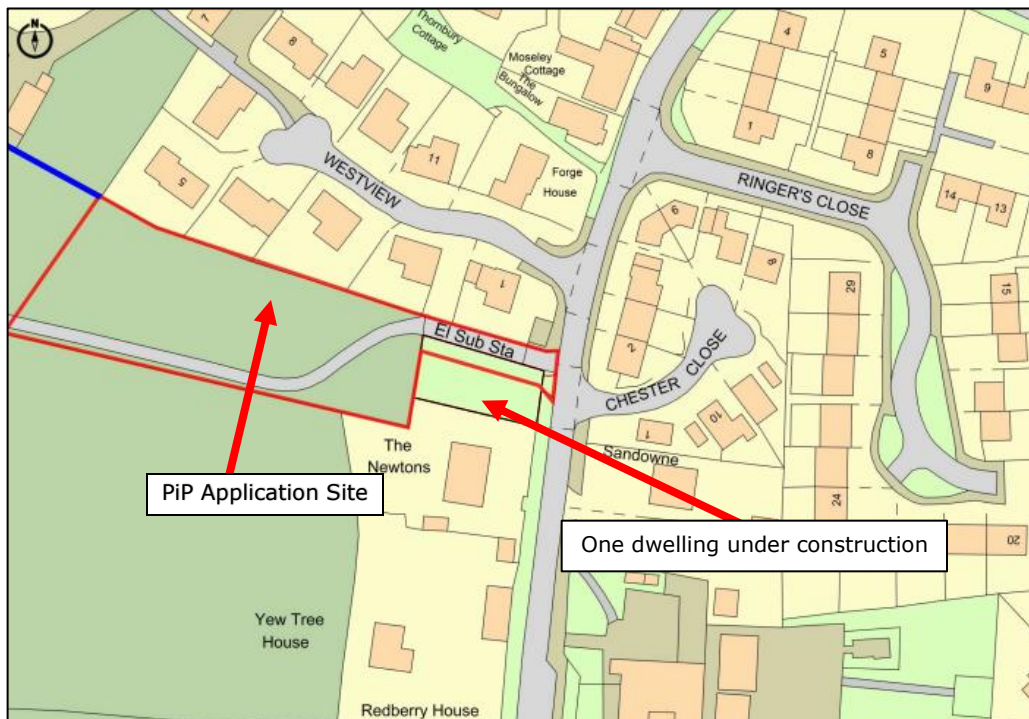 N
7
8
Thornbury
Cottage
Moseley
Cottage
The
Bungalow
4
5
9
1
8
11
WESTVIEW
Forge
House
RINGER'S CLOSE
14
13
5
6
8
29
15
1
El Sub Sta
2
CHESTER CLOSE
10
1
The
Newtons
Sandowne
PiP Application Site
24
One dwelling under construction
20
Yew Tree
House
Redberry House